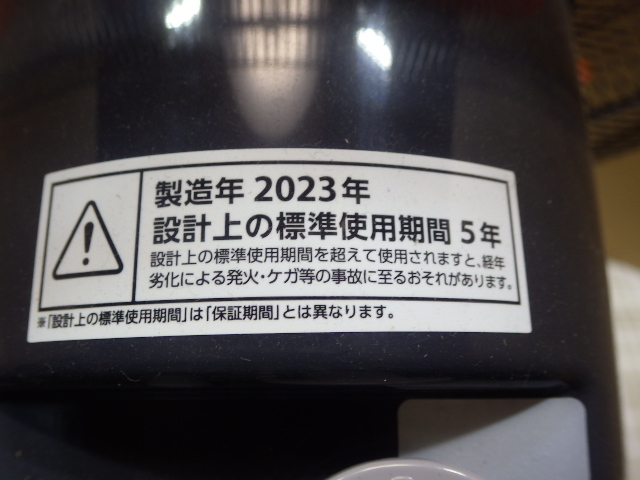 製造年 2023年
設計上の標準使用期間 5年
設計上の標準使用期間を超えて使用されますと、経年
劣化による発火・ケガ等の事故に至るおそれがあります。
※「設計上の標準使用期間」は「保証期間」とは異なります。